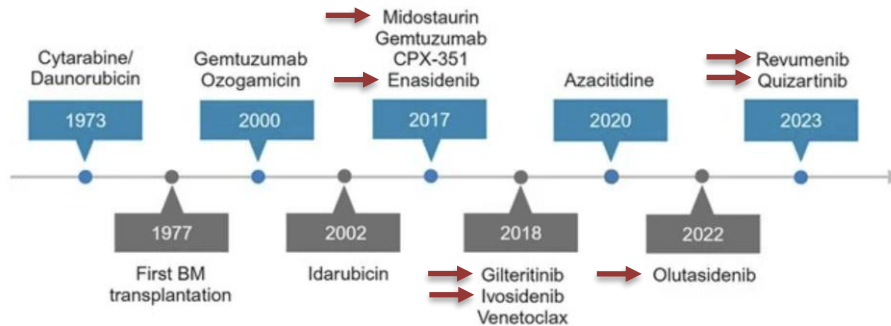 Cytarabine/
Daunorubicin
1973
Gemtuzumab
Ozogamicin
2000
Midostaurin
Gemtuzumab
CPX-351
Enasidenib
2017
Azacitidine
2020
Revumenib
Quizartinib
2023
1977
First BM
transplantation
2002
Idarubicin
2018
Gilteritinib
Ivosidenib
Venetoclax
2022
Olutasidenib